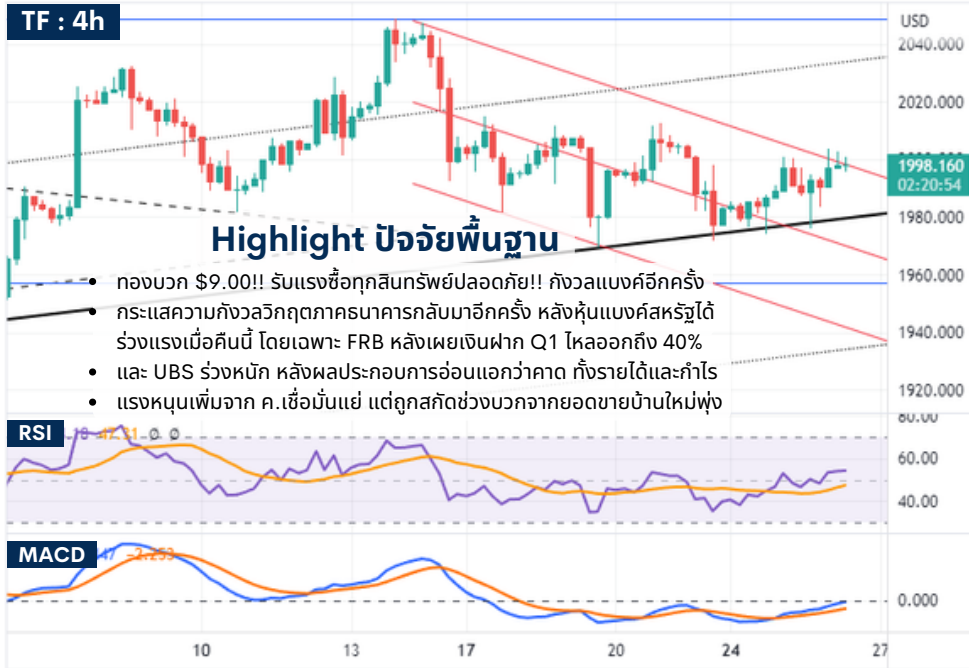 TF : 4h
USD
2040.000
2020.000
1998.160
02:20:54
1980.000
1960.000
1940.000
1920.000
Highlight ปัจจัยพื้นฐาน
• ทองบวก $9.00!! รับแรงซื้อทุกสินทรัพย์ปลอดภัย!! กังวลแบงค์อีกครั้ง
• กระแสความกังวลวิกฤตภาคธนาคารกลับมาอีกครั้ง หลังหุ้นแบงค์สหรัฐได้
ร่วงแรงเมื่อคืนนี้ โดยเฉพาะ FRB หลังเผยเงินฝาก Q1 ไหลออกถึง 40%
• และ UBS ร่วงหนัก หลังผลประกอบการอ่อนแอกว่าคาด ทั้งรายได้และกำไร
• แรงหนุนเพิ่มจาก ค.เชื่อมั่นแย่ แต่ถูกสกัดช่วงบวกจากยอดขายบ้านใหม่พุ่ง
RSI
47.31 0 0
80.00
60.00
40.00
MACD
47 -2.253
0.000
10 13 17 20 24 27